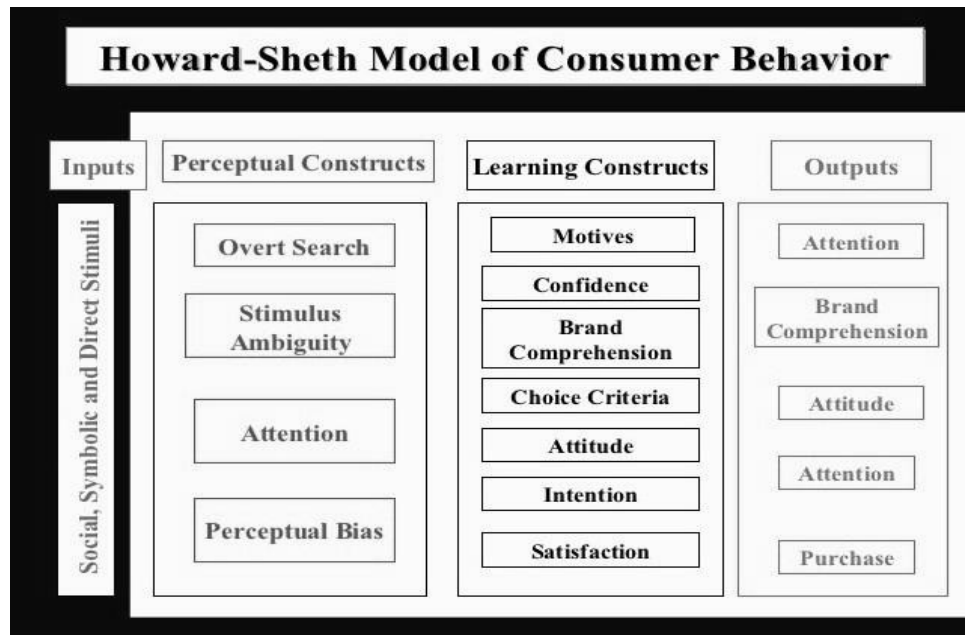 Howard-Sheth Model of Consumer Behavior
Inputs
Perceptual Constructs
Learning Constructs
Outputs
Social, Symbolic and Direct Stimuli
Overt Search
Stimulus
Ambiguity
Attention
Perceptual Bias
Motives
Confidence
Brand
Comprehension
Choice Criteria
Attitude
Intention
Satisfaction
Attention
Brand
Comprehension
Attitude
Attention
Purchase